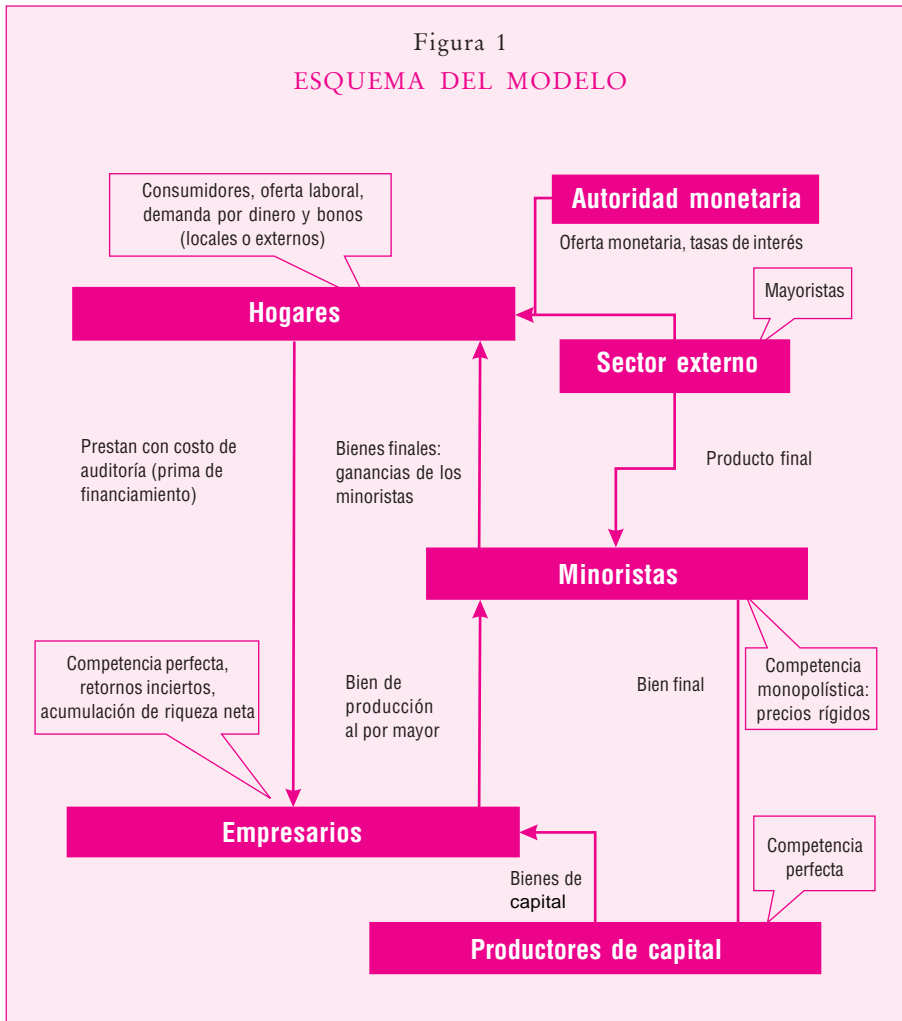 Figura 1
ESQUEMA DEL MODELO
Consumidores, oferta laboral,
demanda por dinero y bonos
(locales o externos)
Autoridad monetaria
Oferta monetaria, tasas de interés
Mayoristas
Hogares
Sector externo
Prestan con costo de
auditoría (prima de
financiamiento)
Bienes finales:
ganancias de los
minoristas
Producto final
Minoristas
Competencia perfecta,
retornos inciertos,
acumulación de riqueza neta
Bien de
producción
al por mayor
Bien final
Competencia
monopolística:
precios rígidos
Empresarios
Competencia
perfecta
Bienes de
capital
Productores de capital